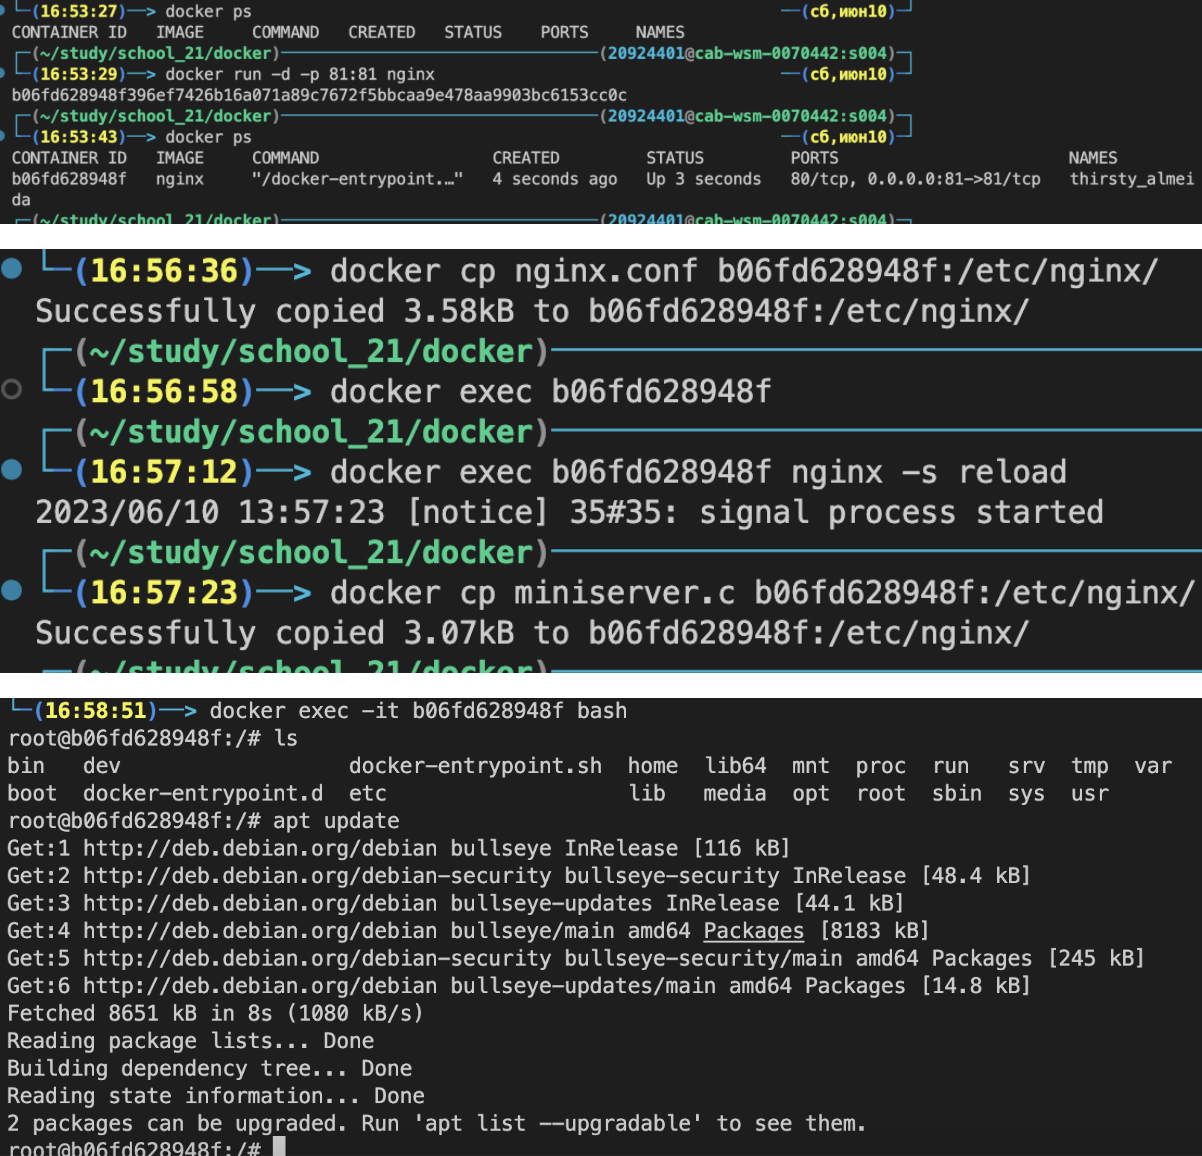 (16:53:27)──> docker ps ──(сб,июн10)─┘
CONTAINER ID IMAGE COMMAND CREATED STATUS PORTS NAMES
┌─(~/study/school_21/docker)──(20924401@cab-wsm-0070442:s004)─┐
└─(16:53:29)──> docker run -d -p 81:81 nginx ──(сб,июн10)─┘
b06fd628948f396ef7426b16a071a89c7672f5bbcaa9e478aa9903bc6153cc0c
┌─(~/study/school_21/docker)──(20924401@cab-wsm-0070442:s004)─┐
└─(16:53:43)──> docker ps ──(сб,июн10)─┘
CONTAINER ID IMAGE COMMAND CREATED STATUS PORTS NAMES
b06fd628948f nginx "/docker-entrypoint.…" 4 seconds ago Up 3 seconds 80/tcp, 0.0.0.0:81->81/tcp thirsty_almei
da
┌─(~/study/school_21/docker)──(20924401@cab-wsm-0070442:s004)─┐
└─(16:56:36)──> docker cp nginx.conf b06fd628948f:/etc/nginx/
Successfully copied 3.58kB to b06fd628948f:/etc/nginx/
┌─(~/study/school_21/docker)──
└─(16:56:58)──> docker exec b06fd628948f
┌─(~/study/school_21/docker)──
└─(16:57:12)──> docker exec b06fd628948f nginx -s reload
2023/06/10 13:57:23 [notice] 35#35: signal process started
┌─(~/study/school_21/docker)──
└─(16:57:23)──> docker cp miniserver.c b06fd628948f:/etc/nginx/
Successfully copied 3.07kB to b06fd628948f:/etc/nginx/
┌─(~/study/school_21/docker)──
└─(16:58:51)──> docker exec -it b06fd628948f bash
root@b06fd628948f:/# ls
bin dev docker-entrypoint.sh home lib64 mnt proc run srv tmp var
boot docker-entrypoint.d etc lib media opt root sbin sys usr
root@b06fd628948f:/# apt update
Get:1 http://deb.debian.org/debian bullseye InRelease [116 kB]
Get:2 http://deb.debian.org/debian-security bullseye-security InRelease [48.4 kB]
Get:3 http://deb.debian.org/debian bullseye-updates InRelease [44.1 kB]
Get:4 http://deb.debian.org/debian bullseye/main amd64 Packages [8183 kB]
Get:5 http://deb.debian.org/debian-security bullseye-security/main amd64 Packages [245 kB]
Get:6 http://deb.debian.org/debian bullseye-updates/main amd64 Packages [14.8 kB]
Fetched 8651 kB in 8s (1080 kB/s)
Reading package lists... Done
Building dependency tree... Done
Reading state information... Done
2 packages can be upgraded. Run 'apt list --upgradable' to see them.
root@b06fd628948f:/#